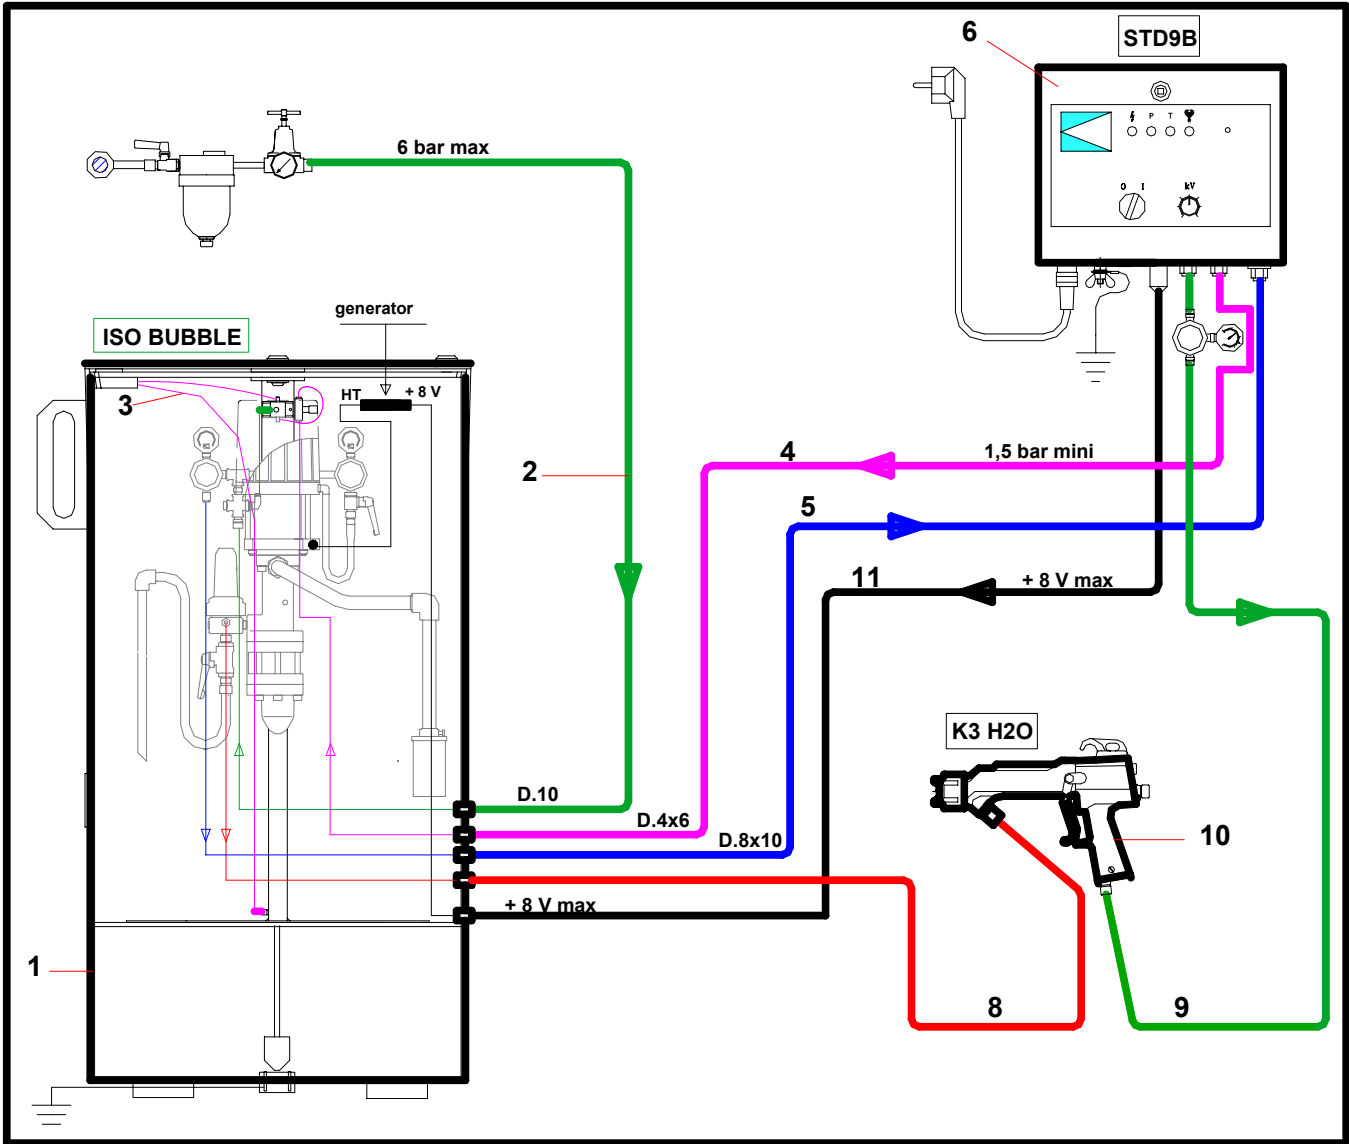 6
STD9B
P T
6 bar max
O I
kV
generator
ISO BUBBLE
HT
+ 8 V
3
4
1,5 bar mini
2
5
11
+ 8 V max
K3 H2O
D.10
D.4x6
D.8x10
10
+ 8 V max
1
8
9